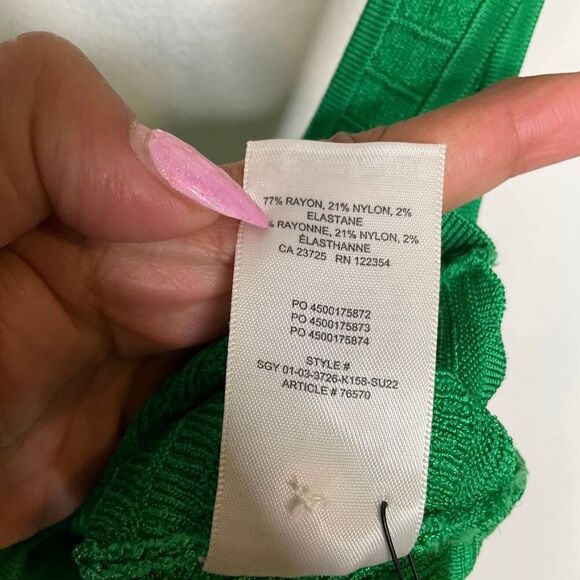 77% RAYON, 21% NYLON, 2%
ELASTANE
% RAYONNE, 21% NYLON, 2%
ÉLASTHANNE
CA 23725 RN 122354
PO 4500175872
PO 4500175873
PO 4500175874
STYLE #
SGY 01-03-3726-K158-SU22
ARTICLE # 76570